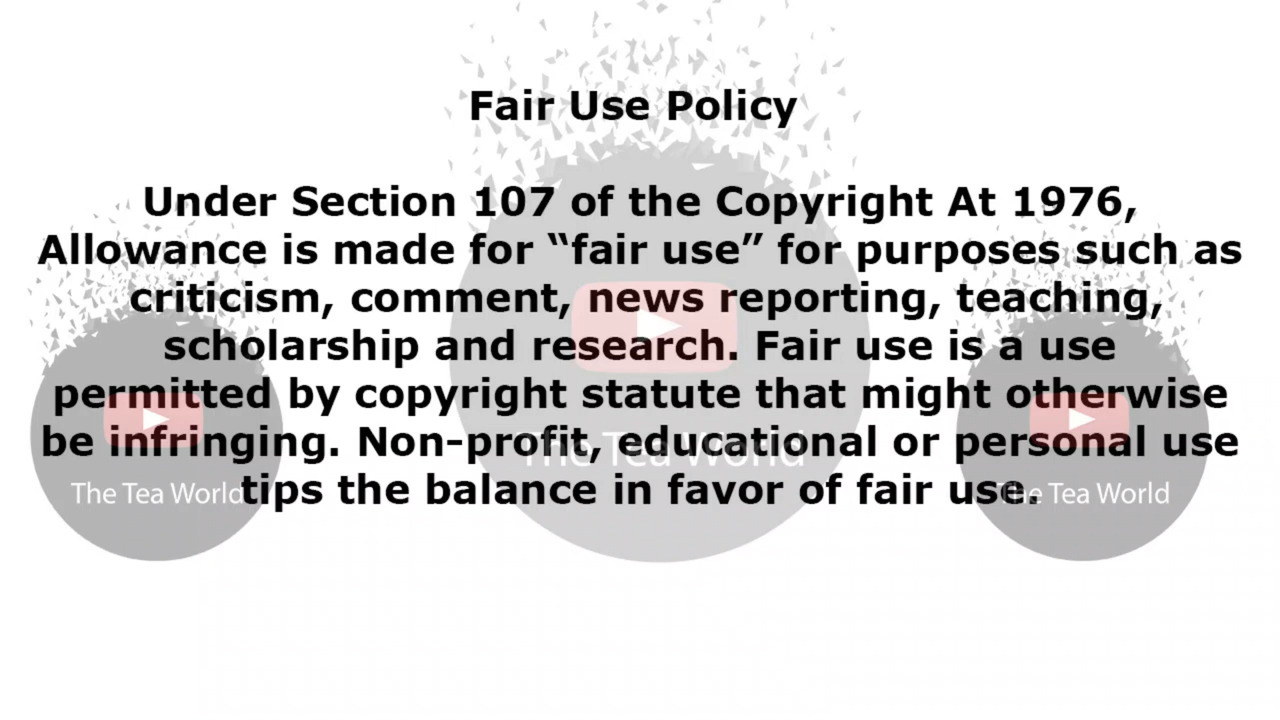 Fair Use Policy
Under Section 107 of the Copyright At 1976,
Allowance is made for “fair use” for purposes such as
criticism, comment, news reporting, teaching,
scholarship and research. Fair use is a use
permitted by copyright statute that might otherwise
be infringing. Non-profit, educational or personal use
tips the balance in favor of fair use.
The Tea World
The Tea World
The Tea World